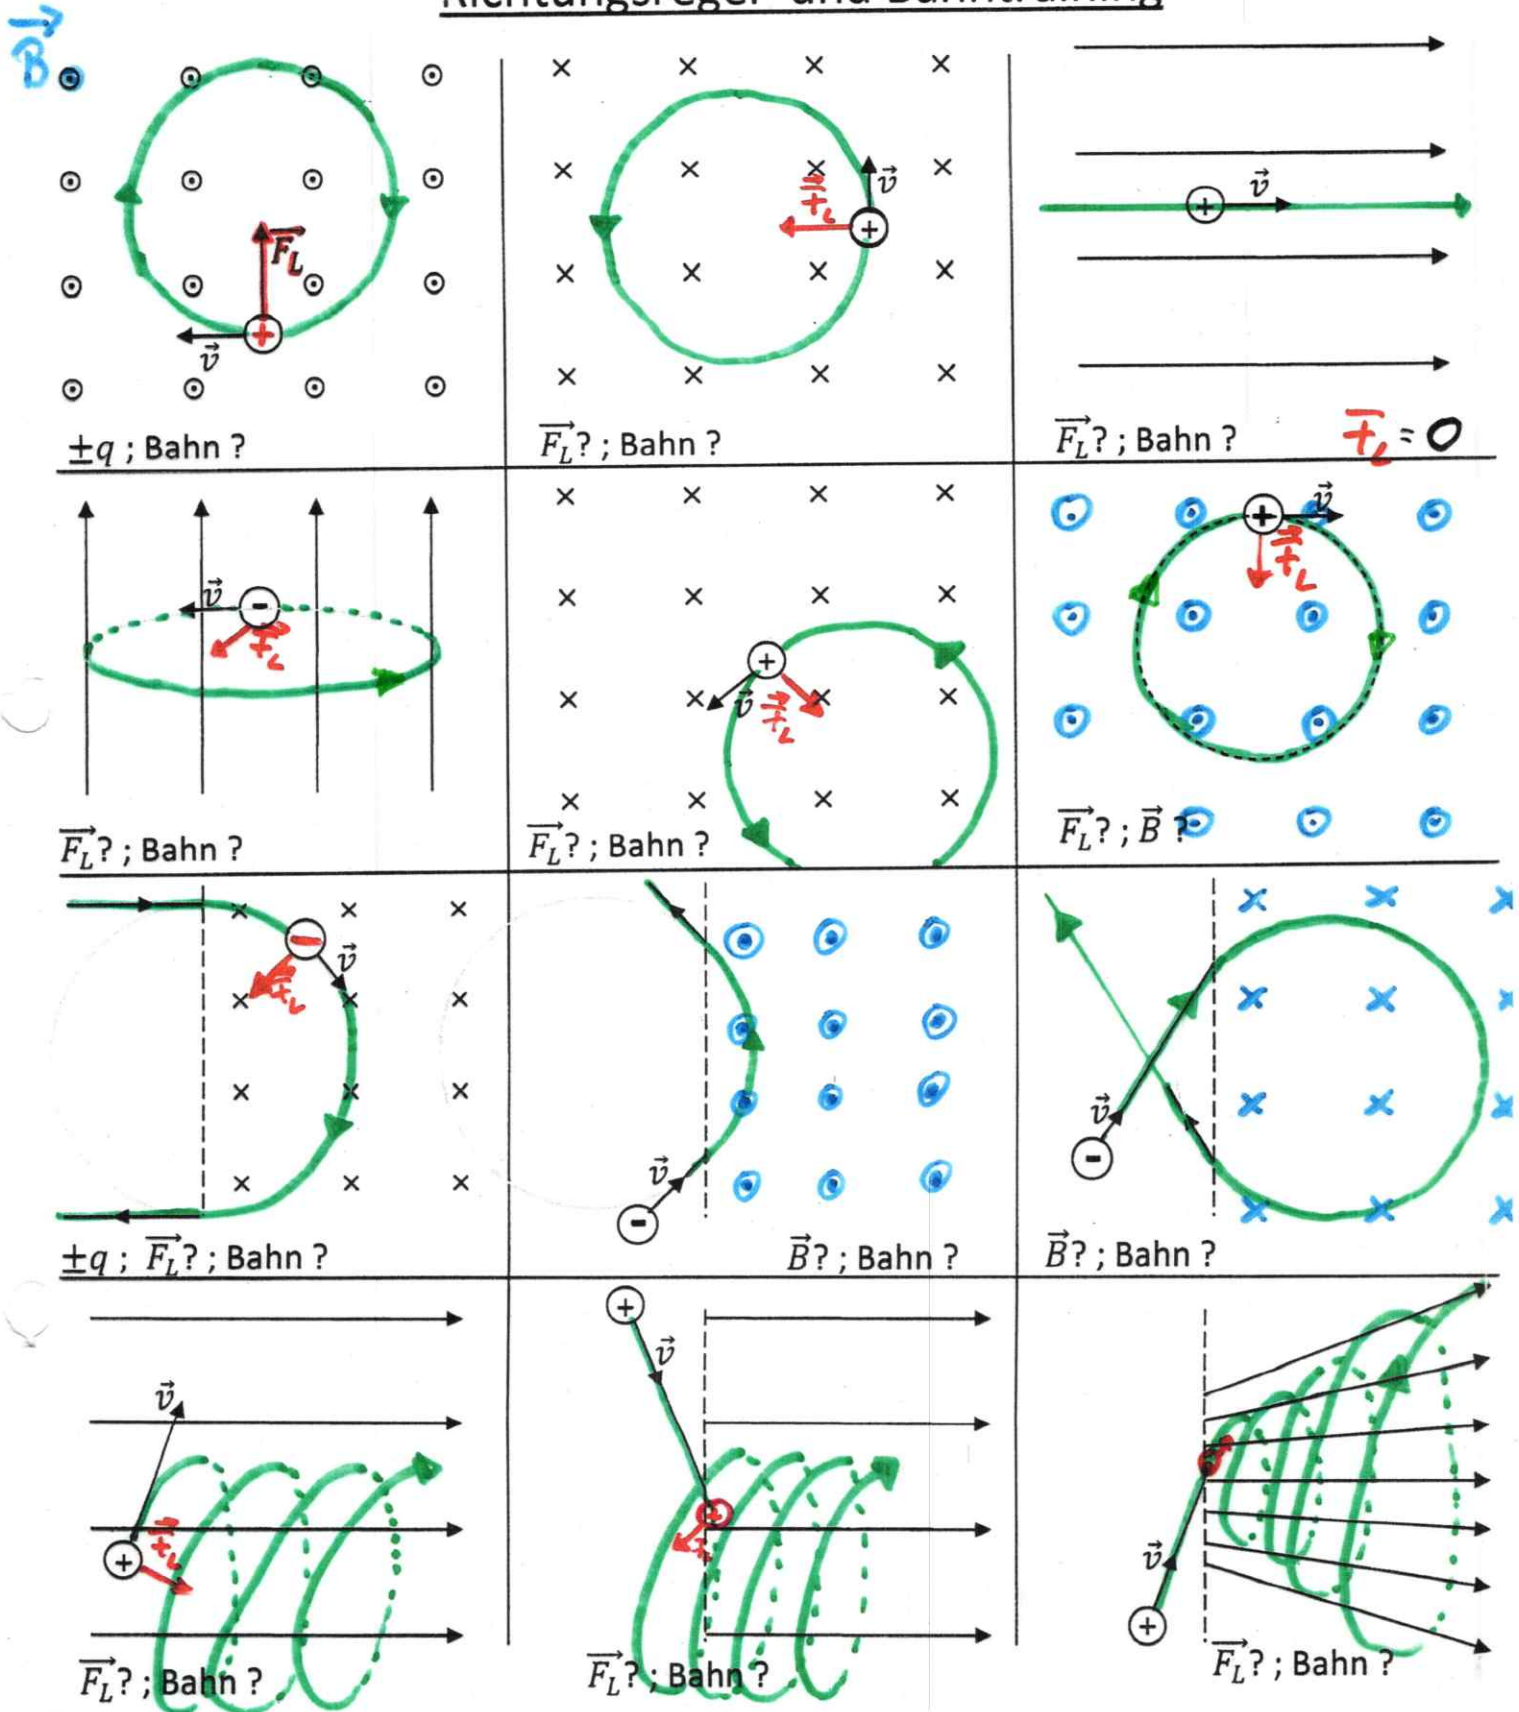 Richtungsregel- und Bahntraining
B⃗
F_L⃗
v⃗
+
±q ; Bahn ?
F_L⃗
v⃗
+
F_L⃗? ; Bahn ?
+
v⃗
F_L⃗? ; Bahn ?
F_L = 0
v⃗
-
F_L⃗
F_L⃗? ; Bahn ?
+
v⃗
F_L⃗
F_L⃗? ; Bahn ?
+
v⃗
F_L⃗
F_L⃗? ; B⃗ ?
-
v⃗
F_L⃗
±q ; F_L⃗? ; Bahn ?
v⃗
-
B⃗? ; Bahn ?
v⃗
-
B⃗? ; Bahn ?
v⃗
F_L⃗
+
F_L⃗? ; Bahn ?
+
v⃗
+
F_L⃗? ; Bahn ?
v⃗
+
F_L⃗? ; Bahn ?